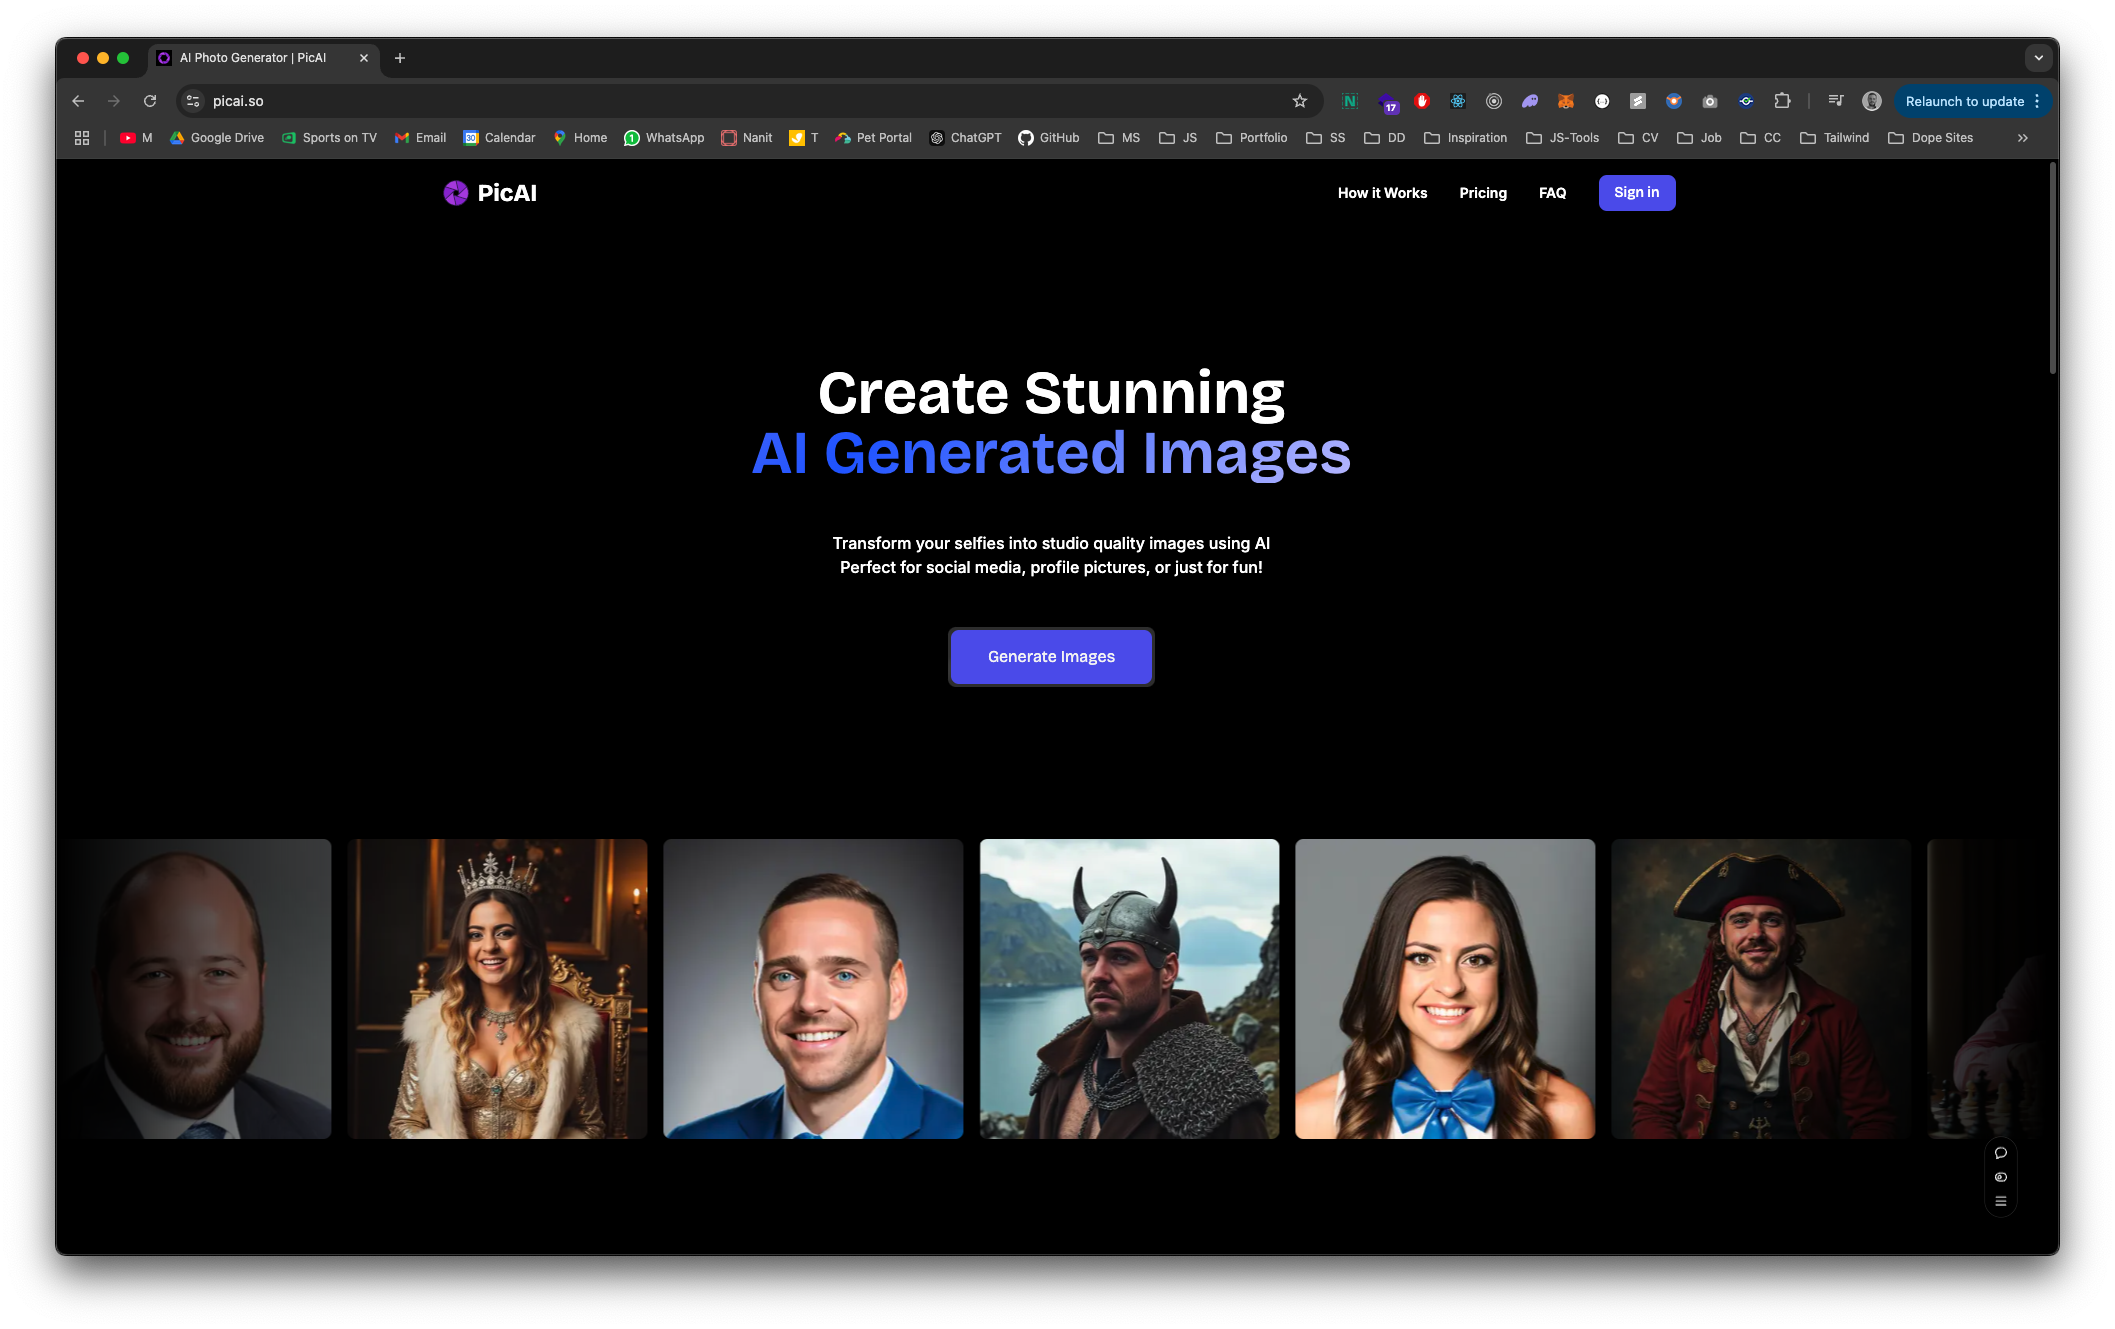 AI Photo Generator | PicAI
picai.so
17
Relaunch to update
M Google Drive Sports on TV Email 30 Calendar Home 1 WhatsApp Nanit T Pet Portal ChatGPT GitHub MS JS Portfolio SS DD Inspiration JS-Tools CV Job CC Tailwind Dope Sites
PicAI How it Works Pricing FAQ Sign in
Create Stunning
AI Generated Images
Transform your selfies into studio quality images using AI
Perfect for social media, profile pictures, or just for fun!
Generate Images